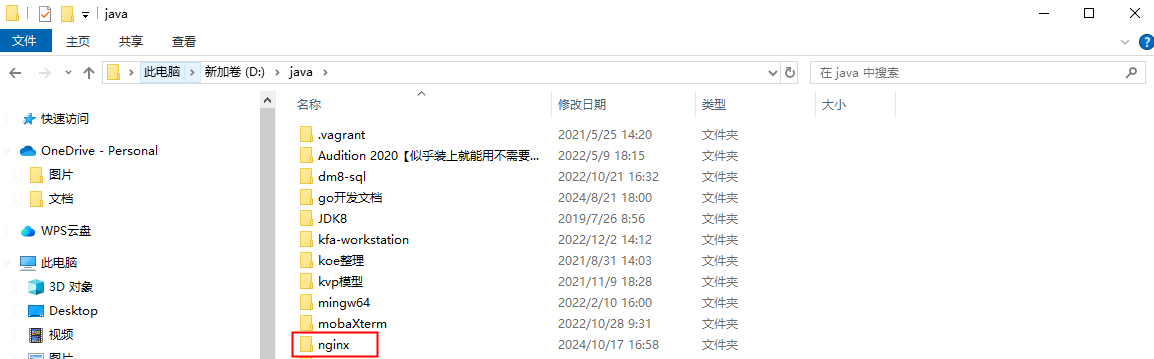 java
文件 主页 共享 查看
此电脑 新加卷 (D:) java 在 java 中搜索
名称 修改日期 类型 大小
快速访问
OneDrive - Personal
图片
文档
WPS云盘
此电脑
3D 对象
Desktop
视频
图片
.vagrant 2021/5/25 14:20 文件夹
Audition 2020【似乎装上就能用不需要... 2022/5/9 18:15 文件夹
dm8-sql 2022/10/21 16:32 文件夹
go开发文档 2024/8/21 18:00 文件夹
JDK8 2019/7/26 8:56 文件夹
kfa-workstation 2022/12/2 14:12 文件夹
koe整理 2021/8/31 14:03 文件夹
kvp模型 2021/11/9 18:28 文件夹
mingw64 2022/2/10 16:00 文件夹
mobaXterm 2022/10/28 9:31 文件夹
nginx 2024/10/17 16:58 文件夹